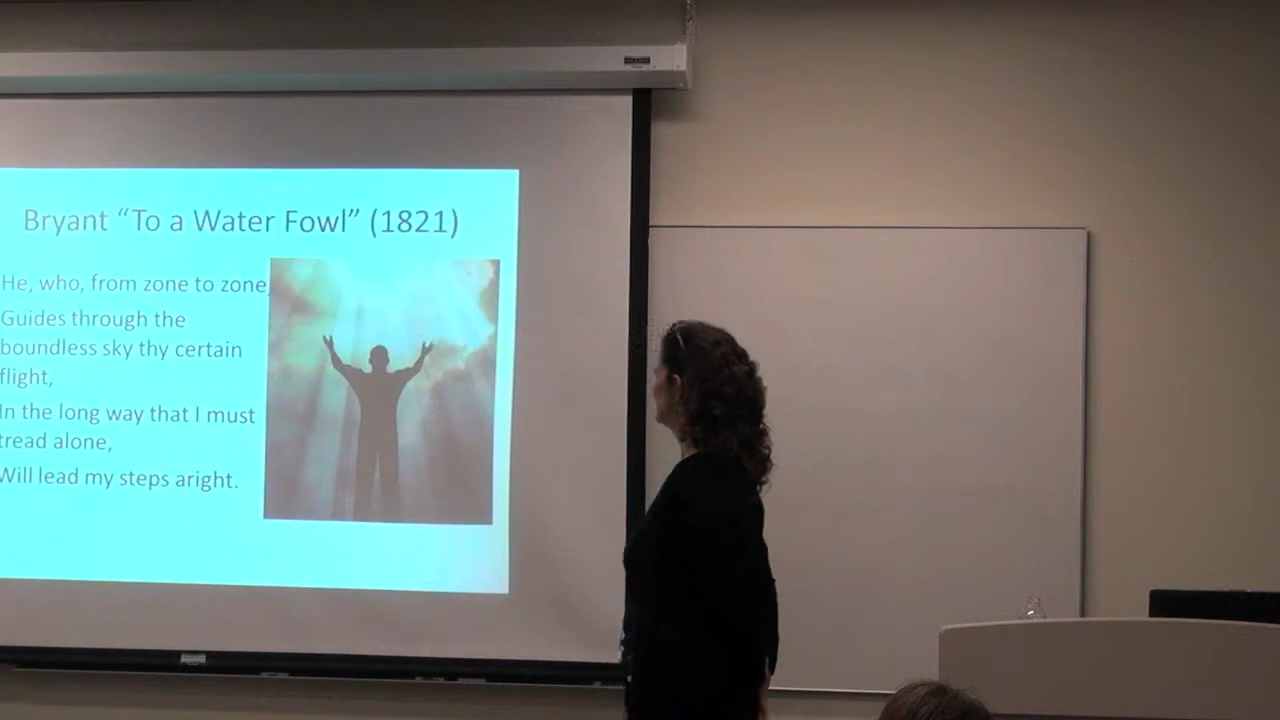 Bryant “To a Water Fowl” (1821)
He, who, from zone to zone,
Guides through the
boundless sky thy certain
flight,
In the long way that I must
tread alone,
Will lead my steps aright.